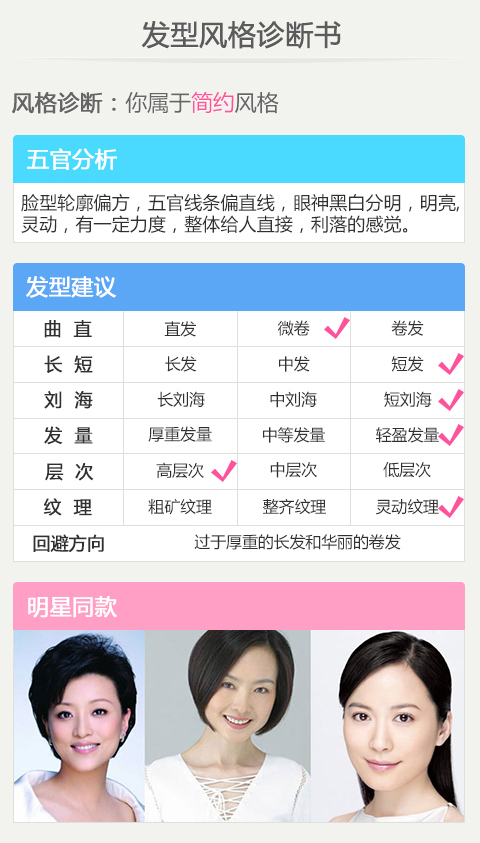 发型风格诊断书
风格诊断：你属于简约风格
五官分析
脸型轮廓偏方，五官线条偏直线，眼神黑白分明，明亮,
灵动，有一定力度，整体给人直接，利落的感觉。
发型建议
曲 直 直发 微卷 卷发
长 短 长发 中发 短发
刘 海 长刘海 中刘海 短刘海
发 量 厚重发量 中等发量 轻盈发量
层 次 高层次 中层次 低层次
纹 理 粗矿纹理 整齐纹理 灵动纹理
回避方向 过于厚重的长发和华丽的卷发
明星同款